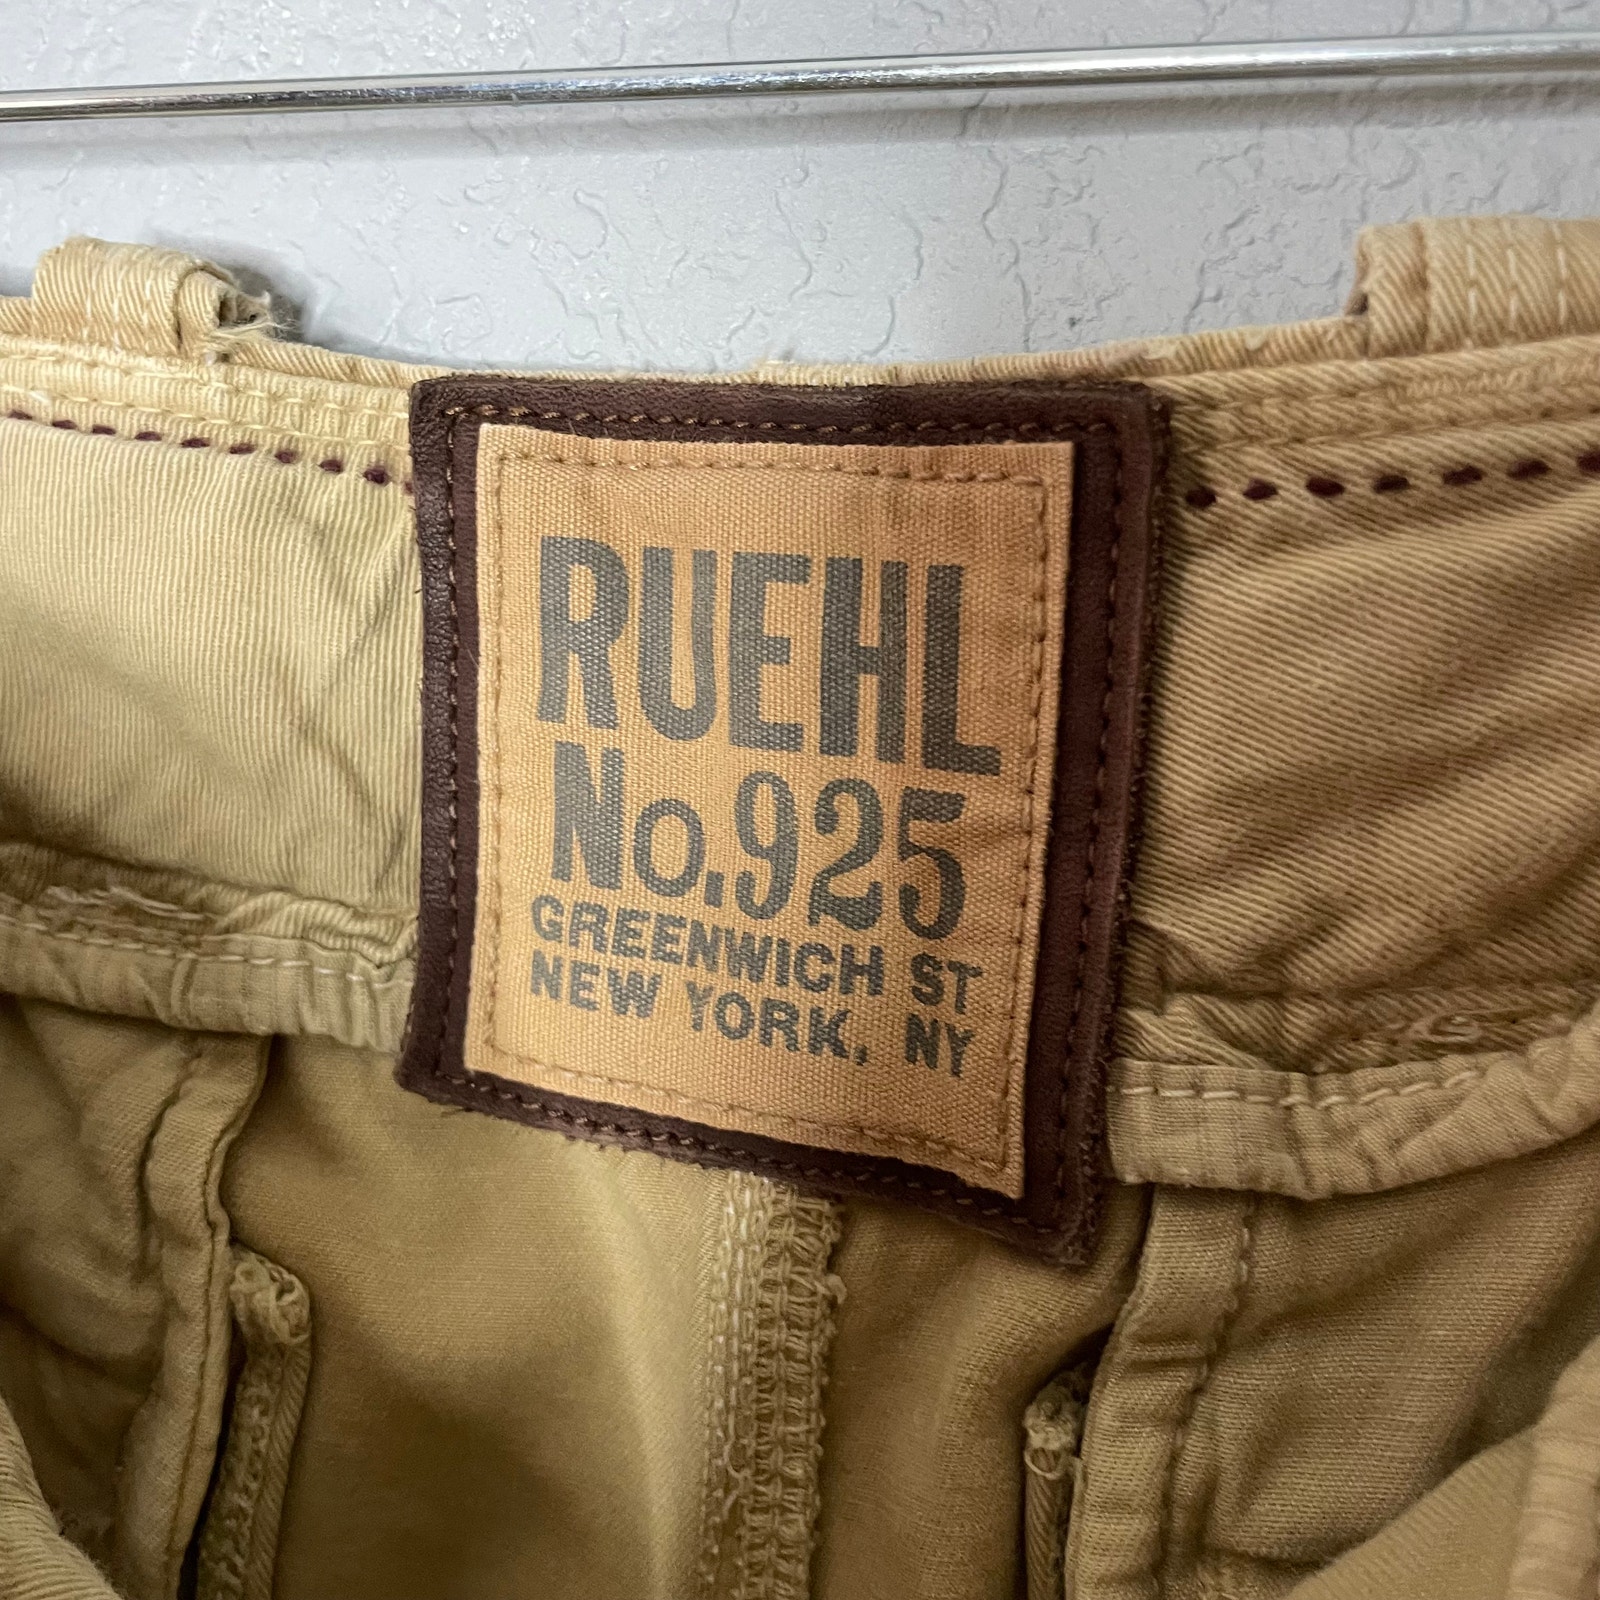 RUEHL
No.925
GREENWICH ST
NEW YORK, NY